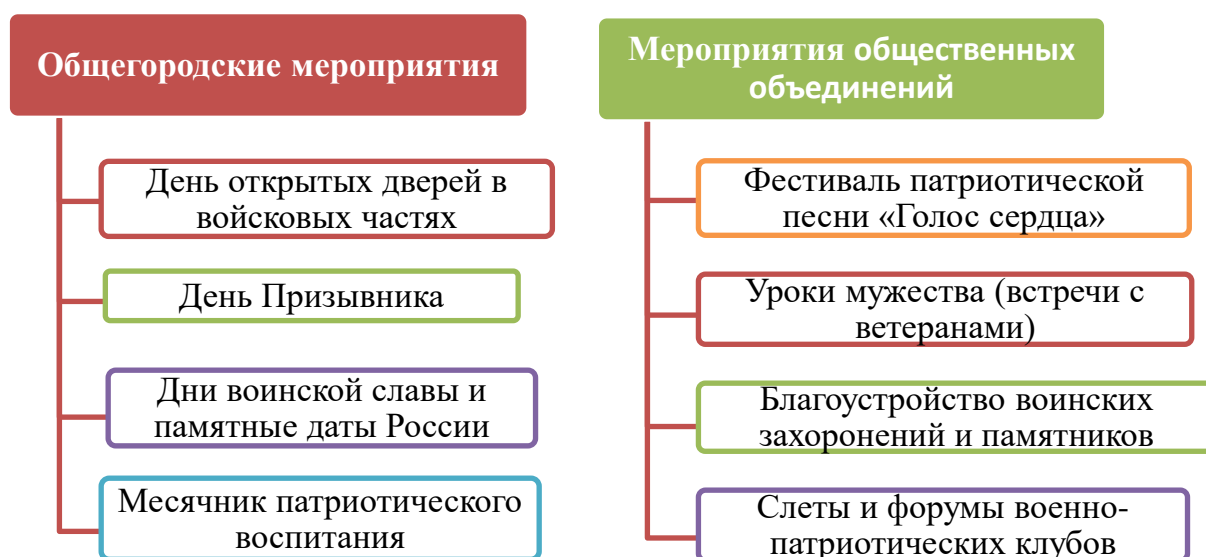 Общегородские мероприятия
День открытых дверей в
войсковых частях
День Призывника
Дни воинской славы и
памятные даты России
Месячник патриотического
воспитания
Мероприятия общественных
объединений
Фестиваль патриотической
песни «Голос сердца»
Уроки мужества (встречи с
ветеранами)
Благоустройство воинских
захоронений и памятников
Слеты и форумы военно-
патриотических клубов